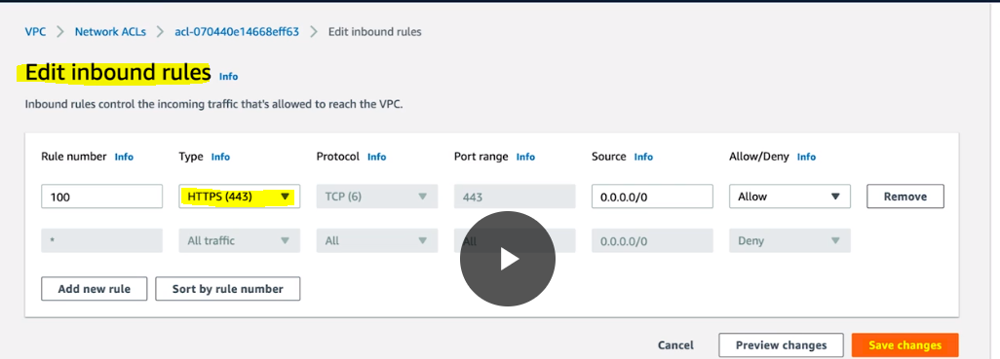 VPC > Network ACLs > acl-070440e14668eff63 > Edit inbound rules
Edit inbound rules Info
Inbound rules control the incoming traffic that's allowed to reach the VPC.
Rule number Info Type Info Protocol Info Port range Info Source Info Allow/Deny Info
100 HTTPS (443) TCP (6) 443 0.0.0.0/0 Allow Remove
* All traffic All All 0.0.0.0/0 Deny
Add new rule Sort by rule number
Cancel Preview changes Save changes